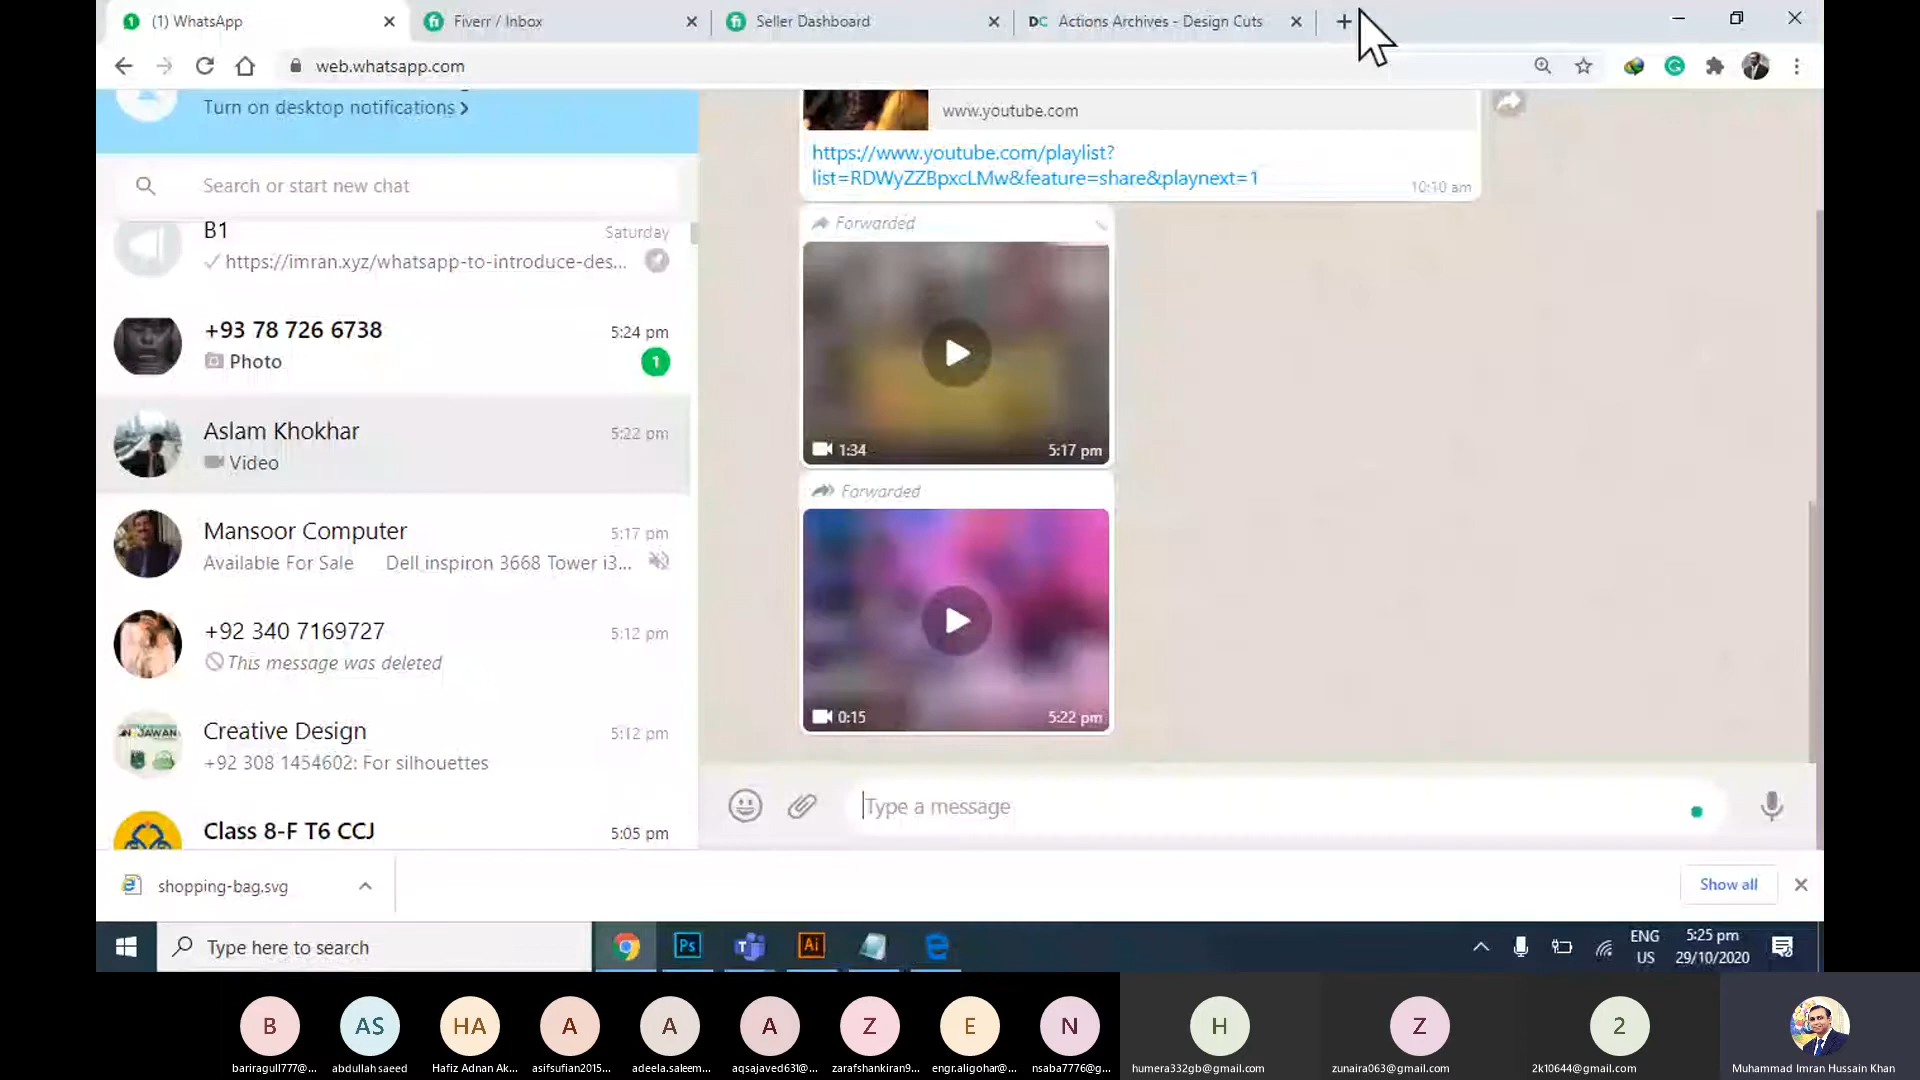 (1) WhatsApp
Fiverr / Inbox
Seller Dashboard
DC Actions Archives - Design Cuts
web.whatsapp.com
Turn on desktop notifications >
Search or start new chat
B1
Saturday
https://imran.xyz/whatsapp-to-introduce-des...
+93 78 726 6738
5:24 pm
Photo
1
Aslam Khokhar
5:22 pm
Video
Mansoor Computer
5:17 pm
Available For Sale Dell inspiron 3668 Tower i3...
+92 340 7169727
5:12 pm
This message was deleted
Creative Design
5:12 pm
+92 308 1454602: For silhouettes
Class 8-F T6 CCJ
5:05 pm
www.youtube.com
https://www.youtube.com/playlist?
list=RDWyZZBpxcLMw&feature=share&playnext=1
10:10 am
Forwarded
1:34
5:17 pm
Forwarded
0:15
5:22 pm
Type a message
shopping-bag.svg
Show all
Type here to search
Ps
Ai
ENG
US
5:25 pm
29/10/2020
B
AS
HA
A
A
A
Z
E
N
H
Z
2
bariragull777@...
abdullah saeed
Hafiz Adnan Ak...
asifsufian2015...
adeela.saleem...
aqsajaved631@...
zarafshankiran9...
engr.aligohar@...
nsaba7776@g...
humera332gb@gmail.com
zunaira063@gmail.com
2k10644@gmail.com
Muhammad Imran Hussain Khan